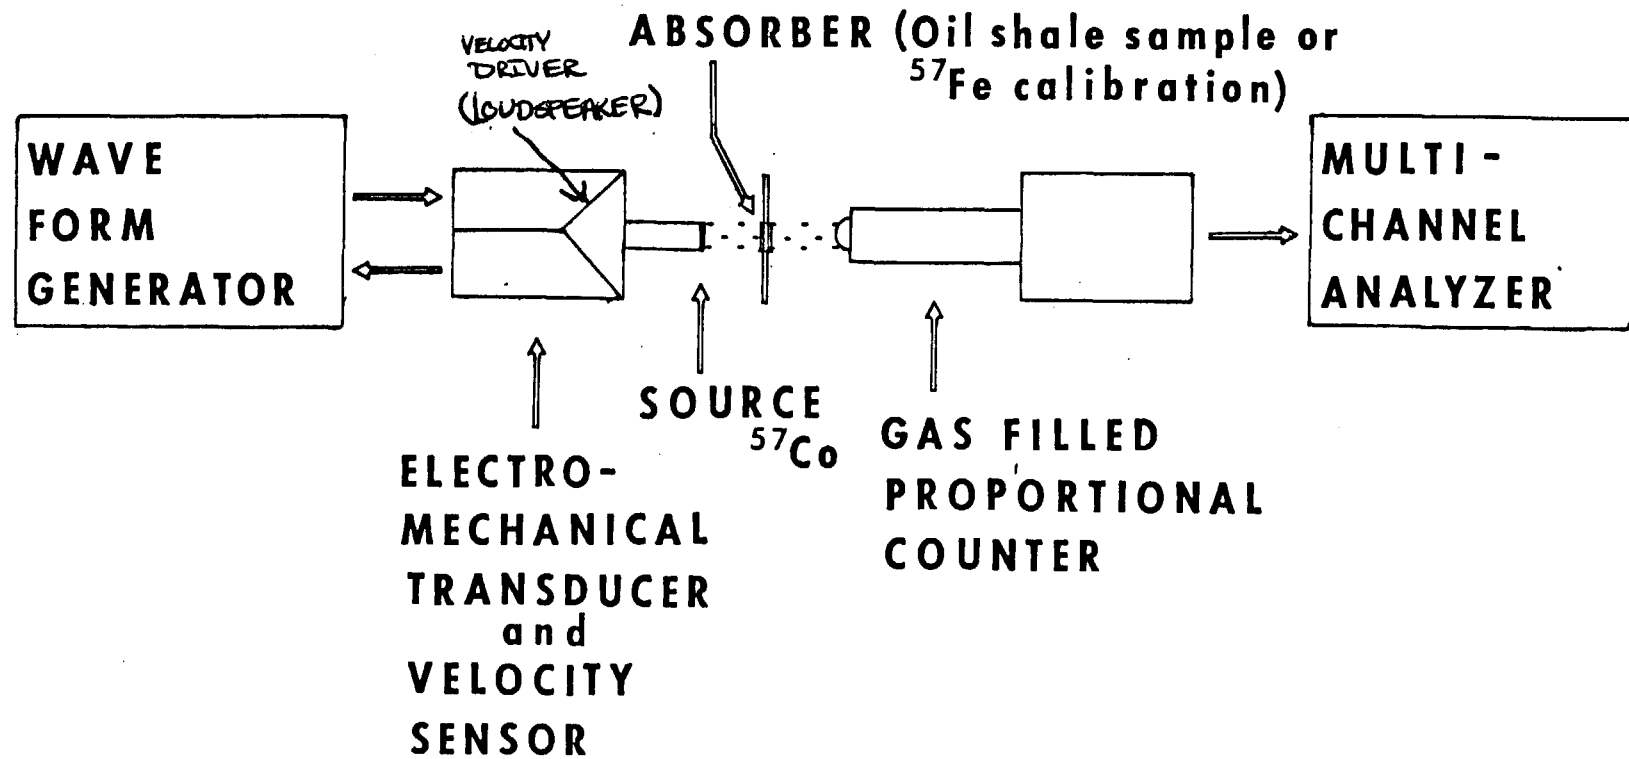 VELOCITY
DRIVER
(LOUDSPEAKER)
ABSORBER (Oil shale sample or
57Fe calibration)
WAVE
FORM
GENERATOR
MULTI-
CHANNEL
ANALYZER
SOURCE
57Co
GAS FILLED
PROPORTIONAL
COUNTER
ELECTRO-
MECHANICAL
TRANSDUCER
and
VELOCITY
SENSOR